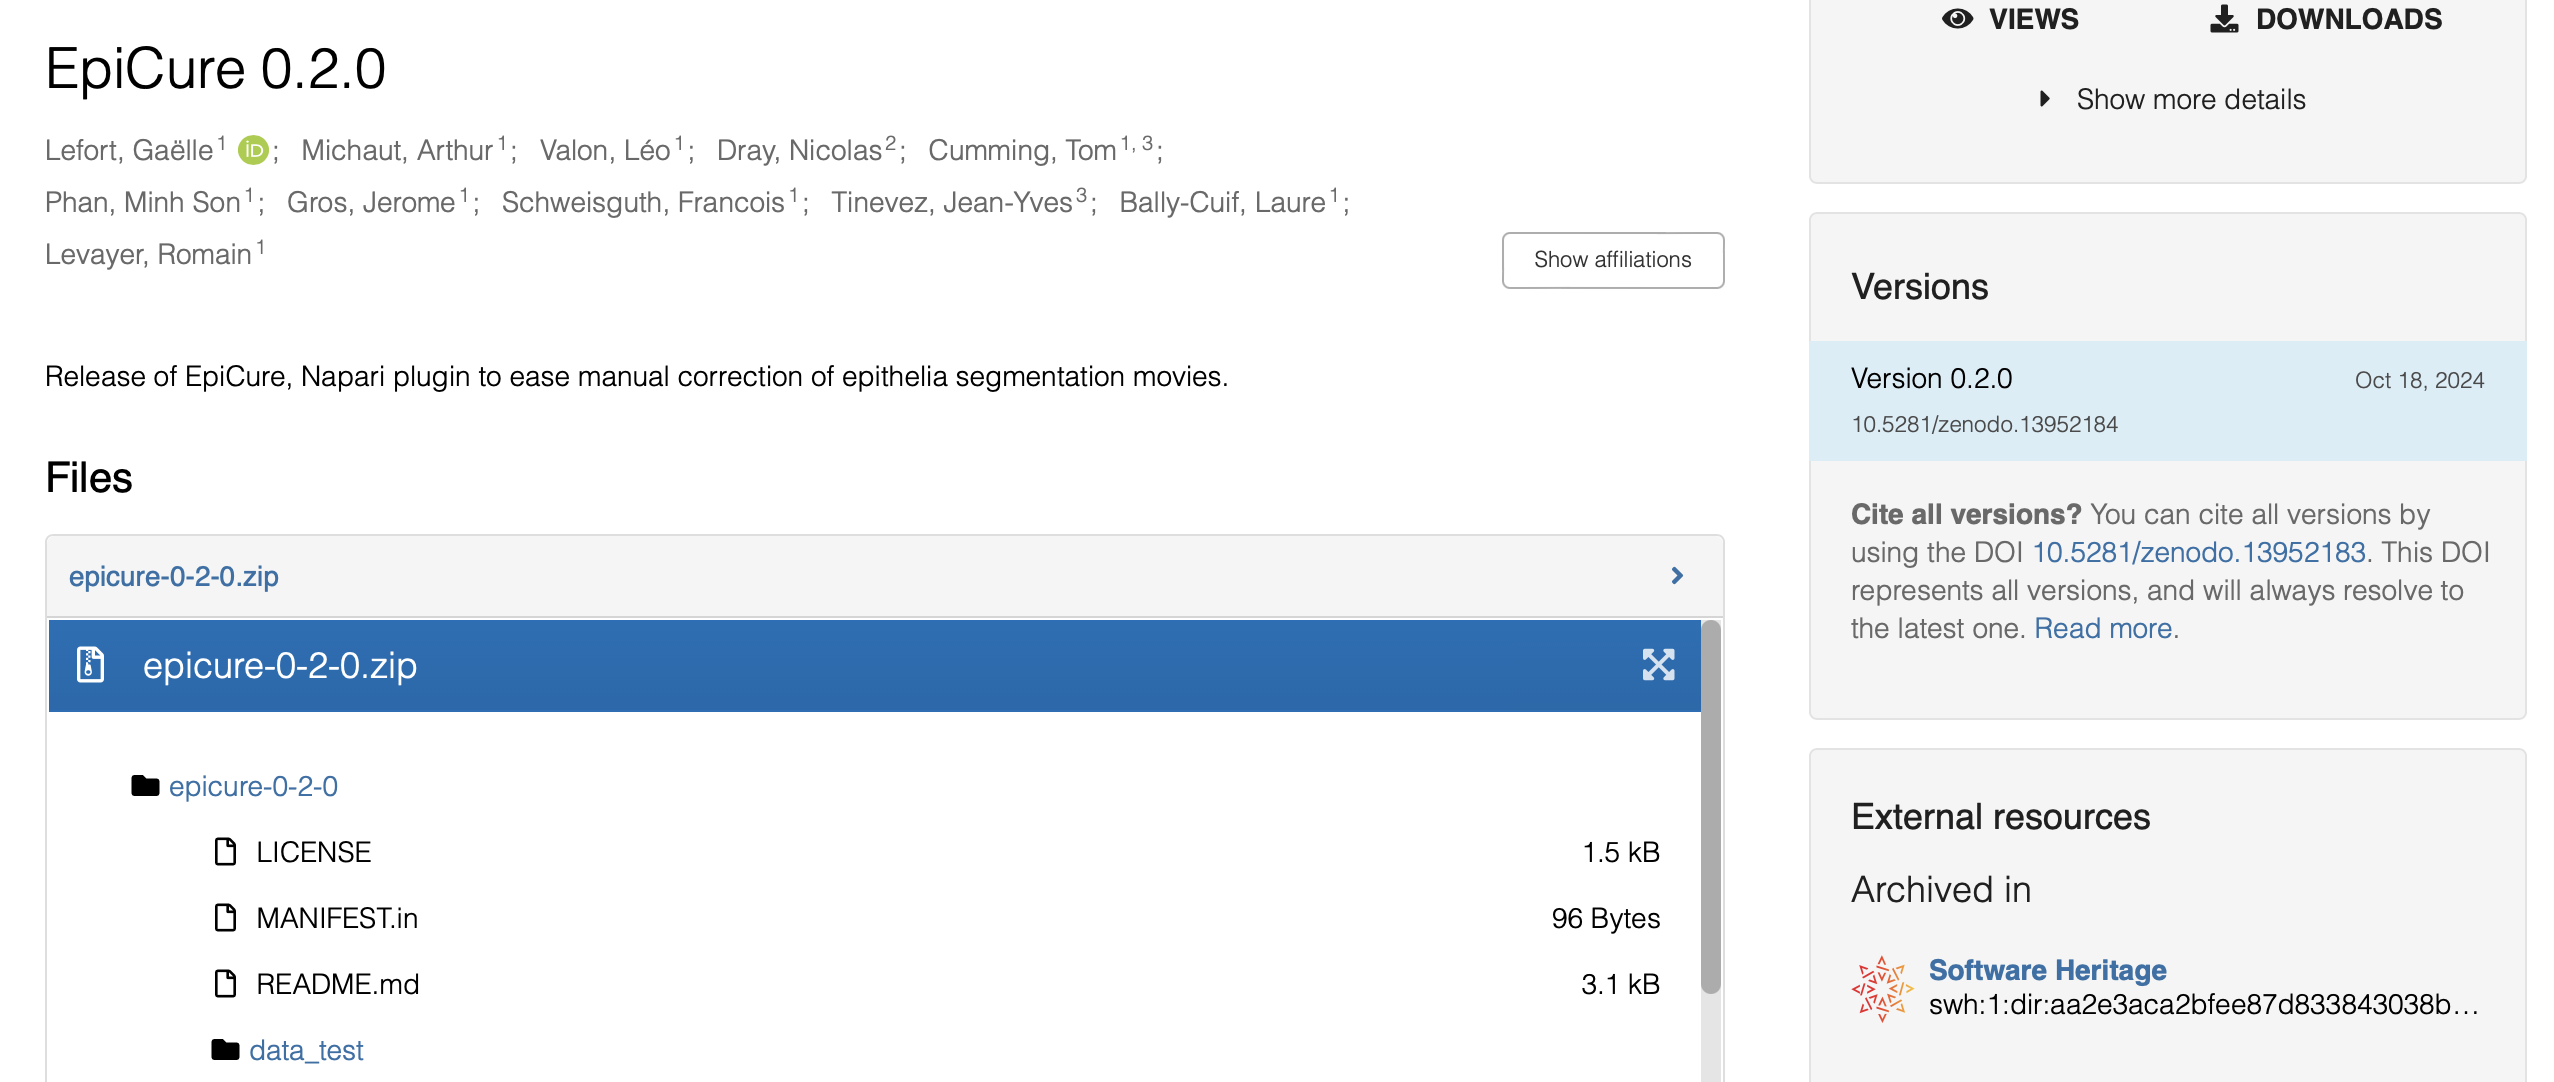 EpiCure 0.2.0
Lefort, Gaëlle 1 iD; Michaut, Arthur 1; Valon, Léo 1; Dray, Nicolas 2; Cumming, Tom 1, 3;
Phan, Minh Son 1; Gros, Jerome 1; Schweisguth, Francois 1; Tinevez, Jean-Yves 3; Bally-Cuif, Laure 1;
Levayer, Romain 1
Show affiliations
Release of EpiCure, Napari plugin to ease manual correction of epithelia segmentation movies.
Files
epicure-0-2-0.zip
epicure-0-2-0.zip
epicure-0-2-0
LICENSE 1.5 kB
MANIFEST.in 96 Bytes
README.md 3.1 kB
data_test
VIEWS DOWNLOADS
Show more details
Versions
Version 0.2.0 Oct 18, 2024
10.5281/zenodo.13952184
Cite all versions? You can cite all versions by
using the DOI 10.5281/zenodo.13952183. This DOI
represents all versions, and will always resolve to
the latest one. Read more.
External resources
Archived in
Software Heritage
swh:1:dir:aa2e3aca2bfee87d833843038b…